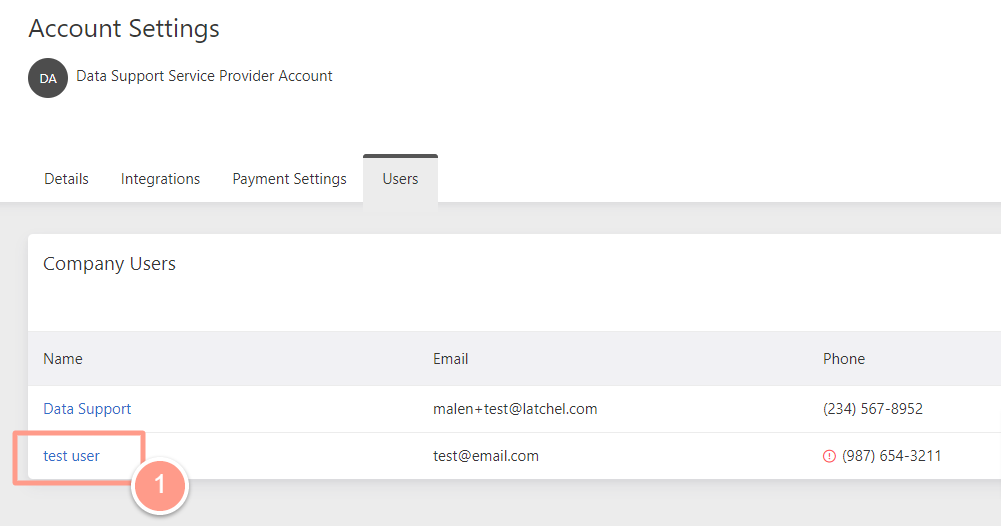 Account Settings
DA Data Support Service Provider Account
Details Integrations Payment Settings Users
Company Users
Name Email Phone
Data Support malen+test@latchel.com (234) 567-8952
test user test@email.com (987) 654-3211
1